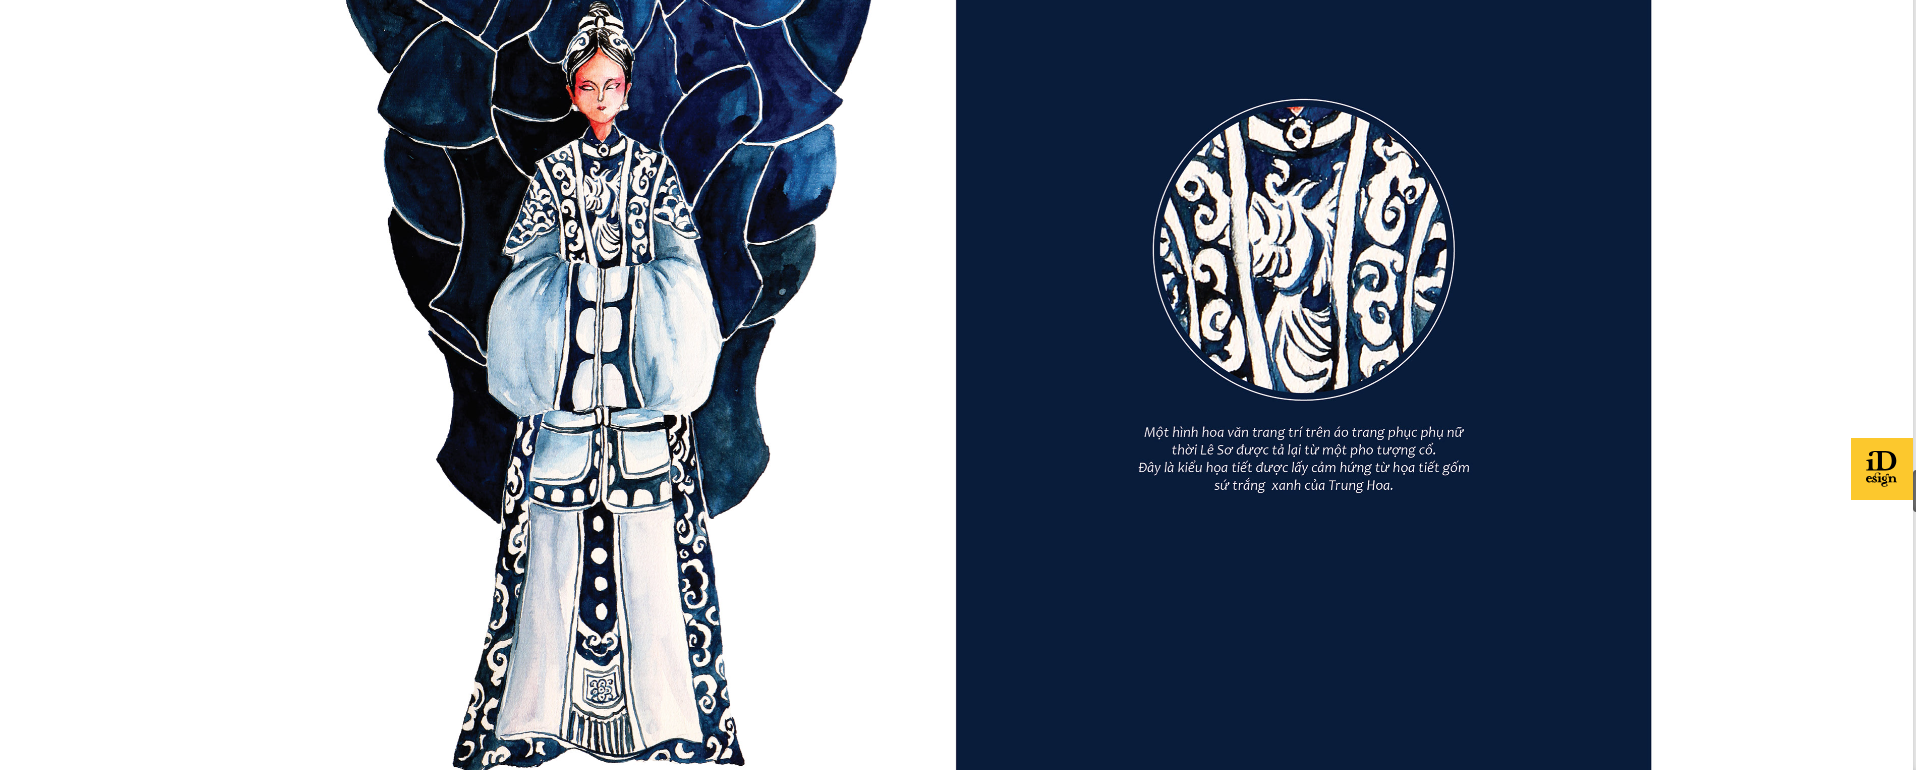 Một hình hoa văn trang trí trên áo trang phục phụ nữ
thời Lê Sơ được tả lại từ một pho tượng cổ.
Đây là kiểu họa tiết được lấy cảm hứng từ họa tiết gốm
sứ trắng xanh của Trung Hoa.
iD
esign